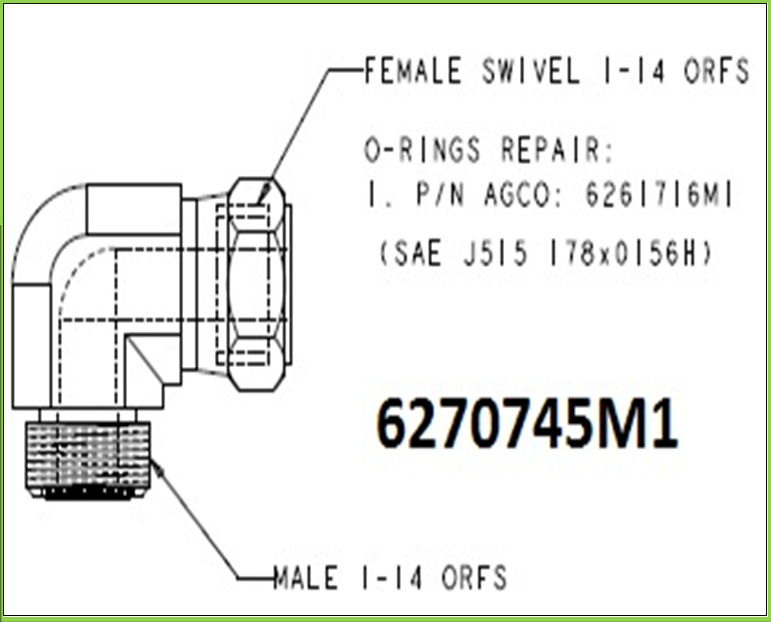 FEMALE SWIVEL 1-14 ORFS
O-RINGS REPAIR:
1. P/N AGCO: 6261716M1
(SAE J515 178x0156H)
6270745M1
MALE 1-14 ORFS